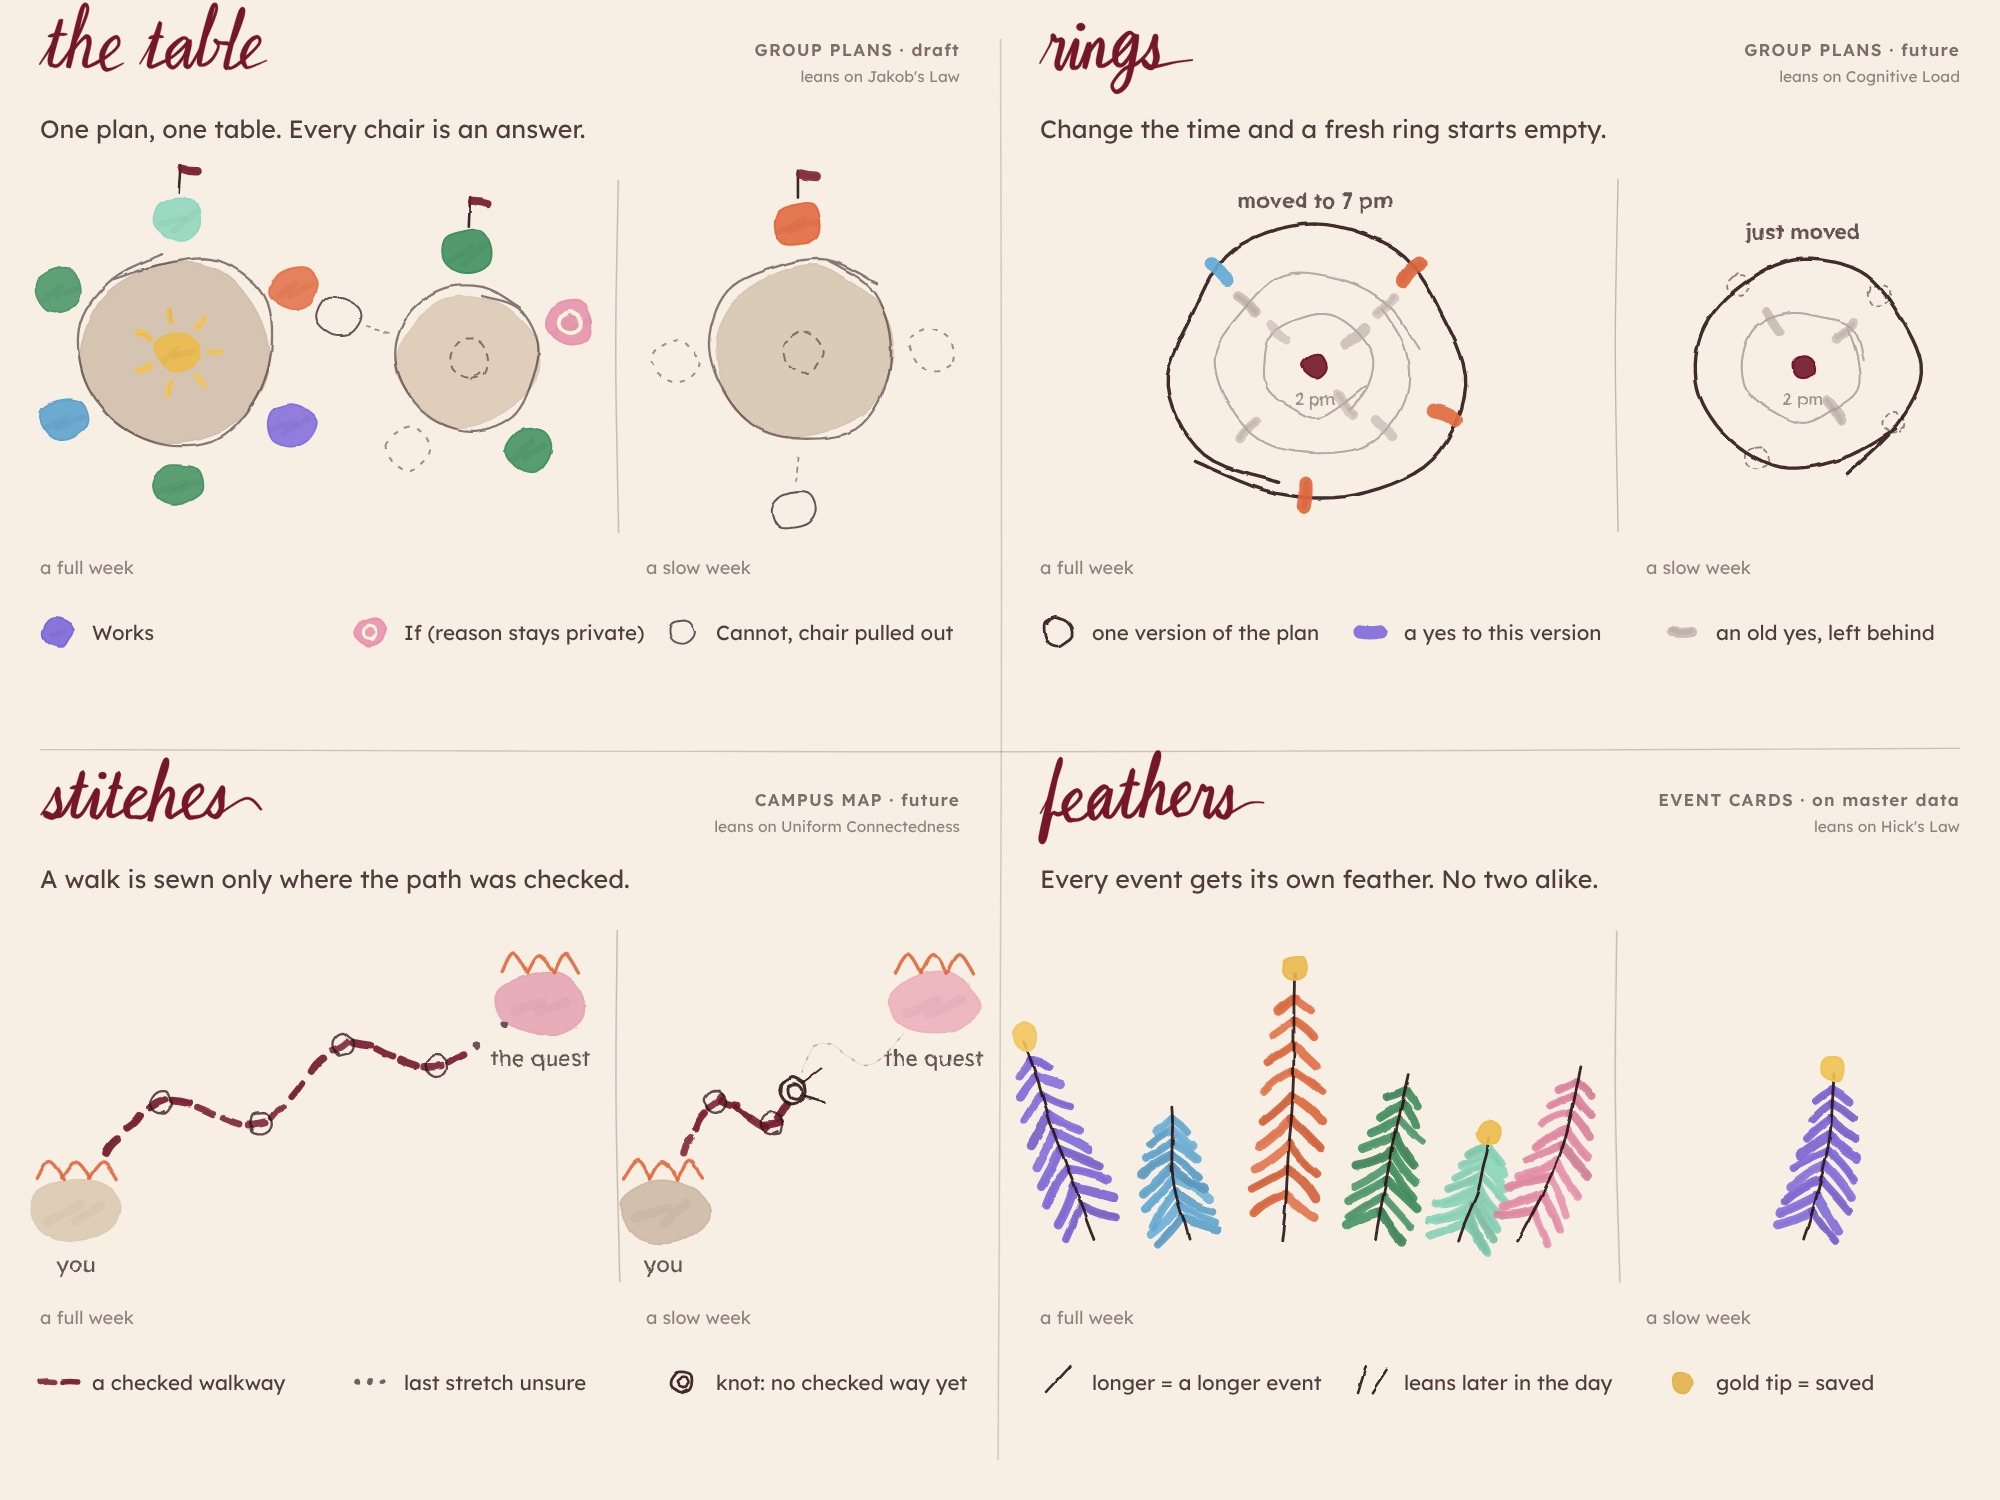 the table
GROUP PLANS · draft
leans on Jakob's Law
One plan, one table. Every chair is an answer.
a full week
a slow week
Works
If (reason stays private)
Cannot, chair pulled out
rings
GROUP PLANS · future
leans on Cognitive Load
Change the time and a fresh ring starts empty.
moved to 7 pm
2 pm
just moved
2 pm
a full week
a slow week
one version of the plan
a yes to this version
an old yes, left behind
stitches
CAMPUS MAP · future
leans on Uniform Connectedness
A walk is sewn only where the path was checked.
the quest
you
the quest
you
a full week
a slow week
a checked walkway
last stretch unsure
knot: no checked way yet
feathers
EVENT CARDS · on master data
leans on Hick's Law
Every event gets its own feather. No two alike.
a full week
a slow week
longer = a longer event
leans later in the day
gold tip = saved